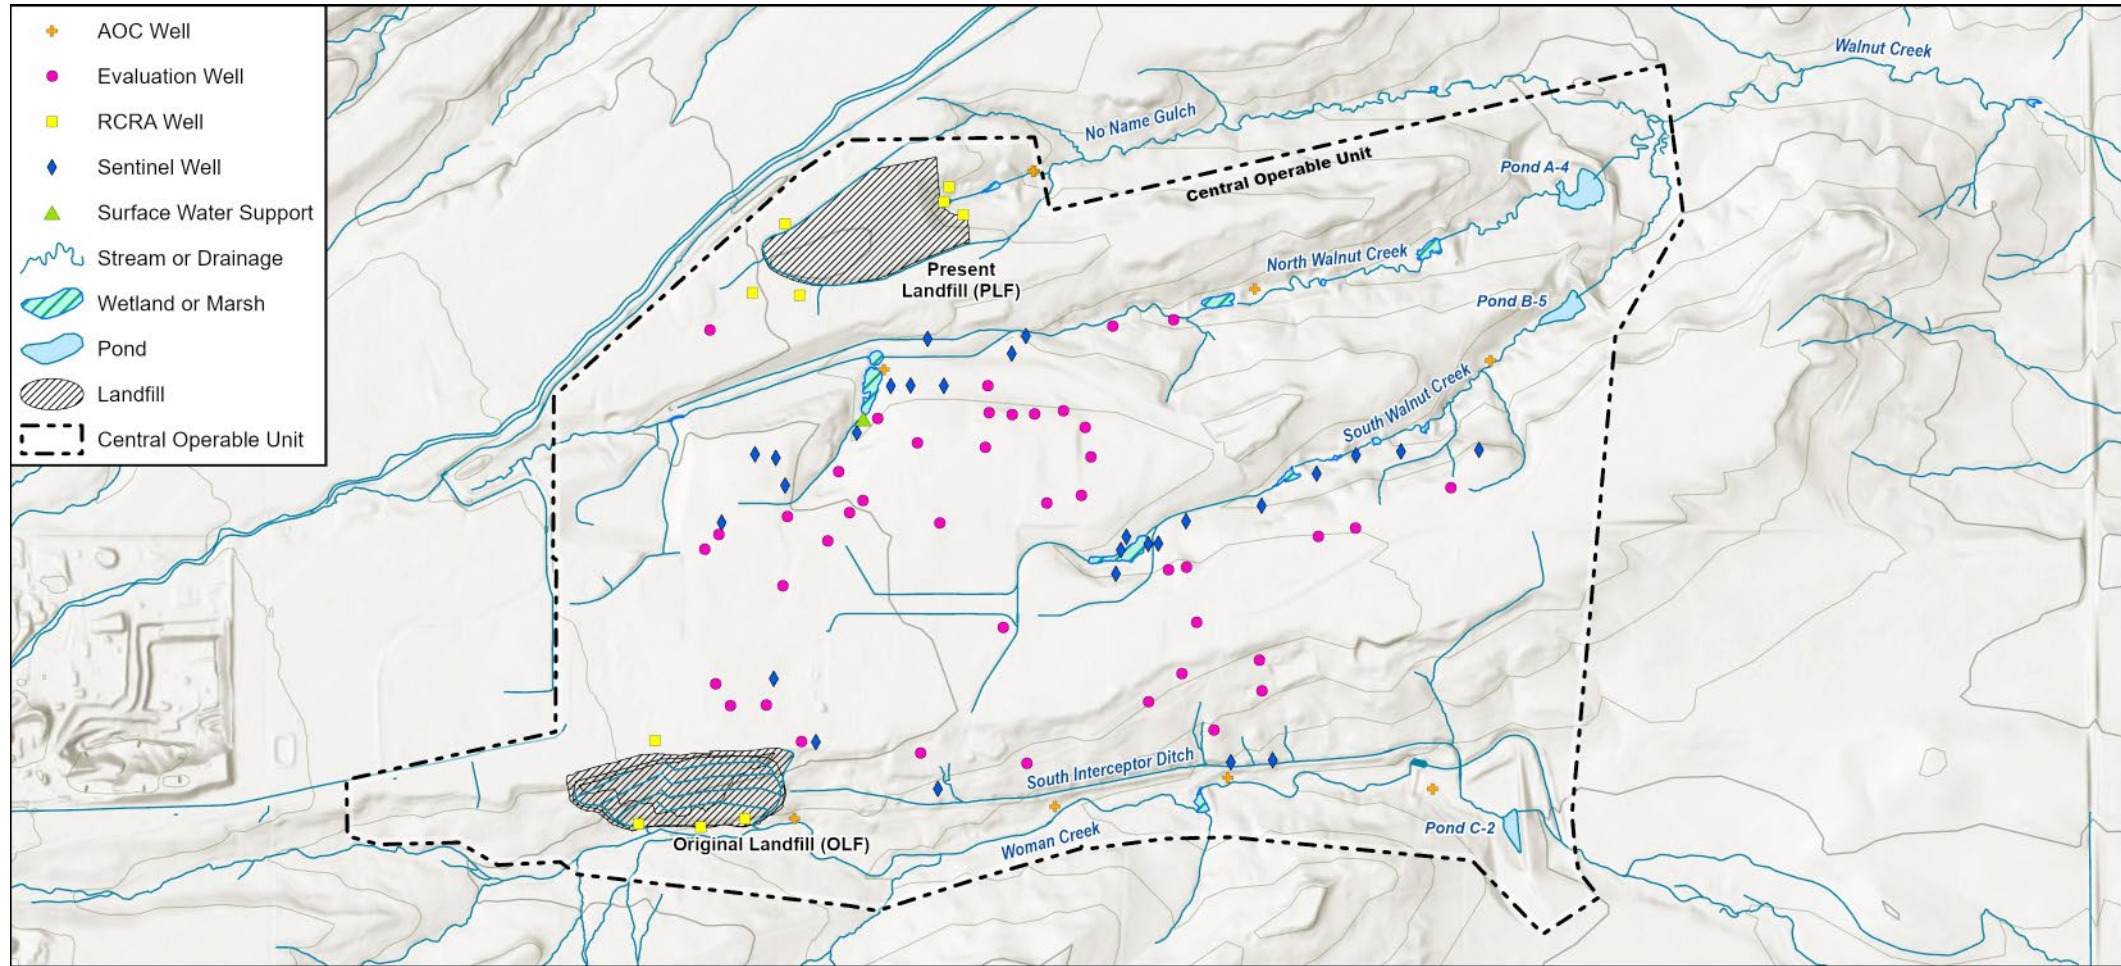 AOC Well
Evaluation Well
RCRA Well
Sentinel Well
Surface Water Support
Stream or Drainage
Wetland or Marsh
Pond
Landfill
Central Operable Unit
Walnut Creek
No Name Gulch
Central Operable Unit
Pond A-4
North Walnut Creek
Present
Landfill (PLF)
Pond B-5
South Walnut Creek
South Interceptor Ditch
Woman Creek
Pond C-2
Original Landfill (OLF)